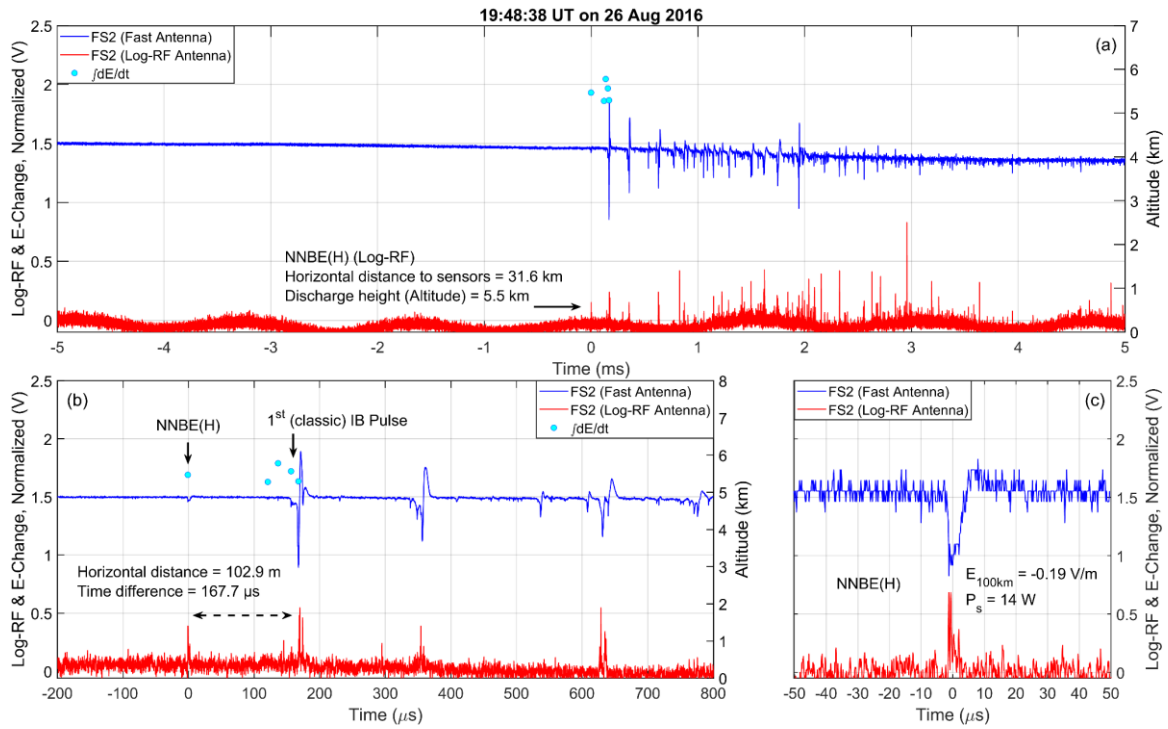 19:48:38 UT on 26 Aug 2016
2.5
2
1.5
1
0.5
0
Log-RF & E-Change, Normalized (V)
FS2 (Fast Antenna)
FS2 (Log-RF Antenna)
∫dE/dt
(a)
NNBE(H) (Log-RF)
Horizontal distance to sensors = 31.6 km
Discharge height (Altitude) = 5.5 km
7
6
5
4
3
2
1
0
Altitude (km)
-5 -4 -3 -2 -1 0 1 2 3 4 5
Time (ms)
2.5
2
1.5
1
0.5
0
Log-RF & E-Change, Normalized (V)
(b)
NNBE(H)
1st (classic) IB Pulse
FS2 (Fast Antenna)
FS2 (Log-RF Antenna)
∫dE/dt
Horizontal distance = 102.9 m
Time difference = 167.7 μs
8
7
6
5
4
3
2
1
0
Altitude (km)
-200 -100 0 100 200 300 400 500 600 700 800
Time (μs)
FS2 (Fast Antenna)
FS2 (Log-RF Antenna)
(c)
NNBE(H)
E100km = -0.19 V/m
Ps = 14 W
2.5
2
1.5
1
0.5
0
Log-RF & E-Change, Normalized (V)
-50 -40 -30 -20 -10 0 10 20 30 40 50
Time (μs)